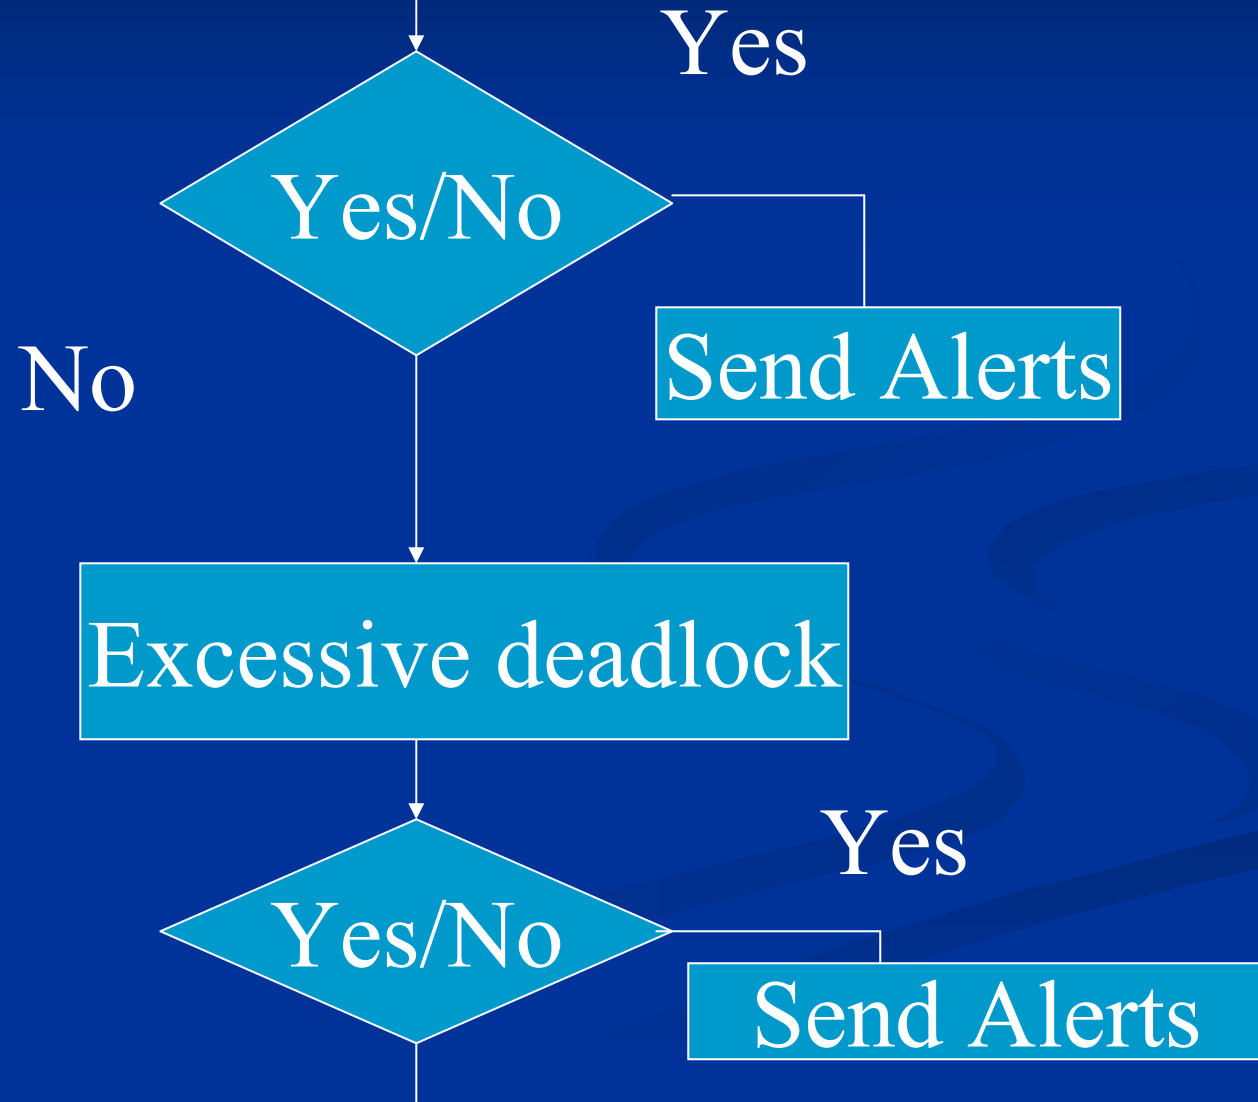 Yes
Yes/No
Send Alerts
No
Excessive deadlock
Yes
Yes/No
Send Alerts